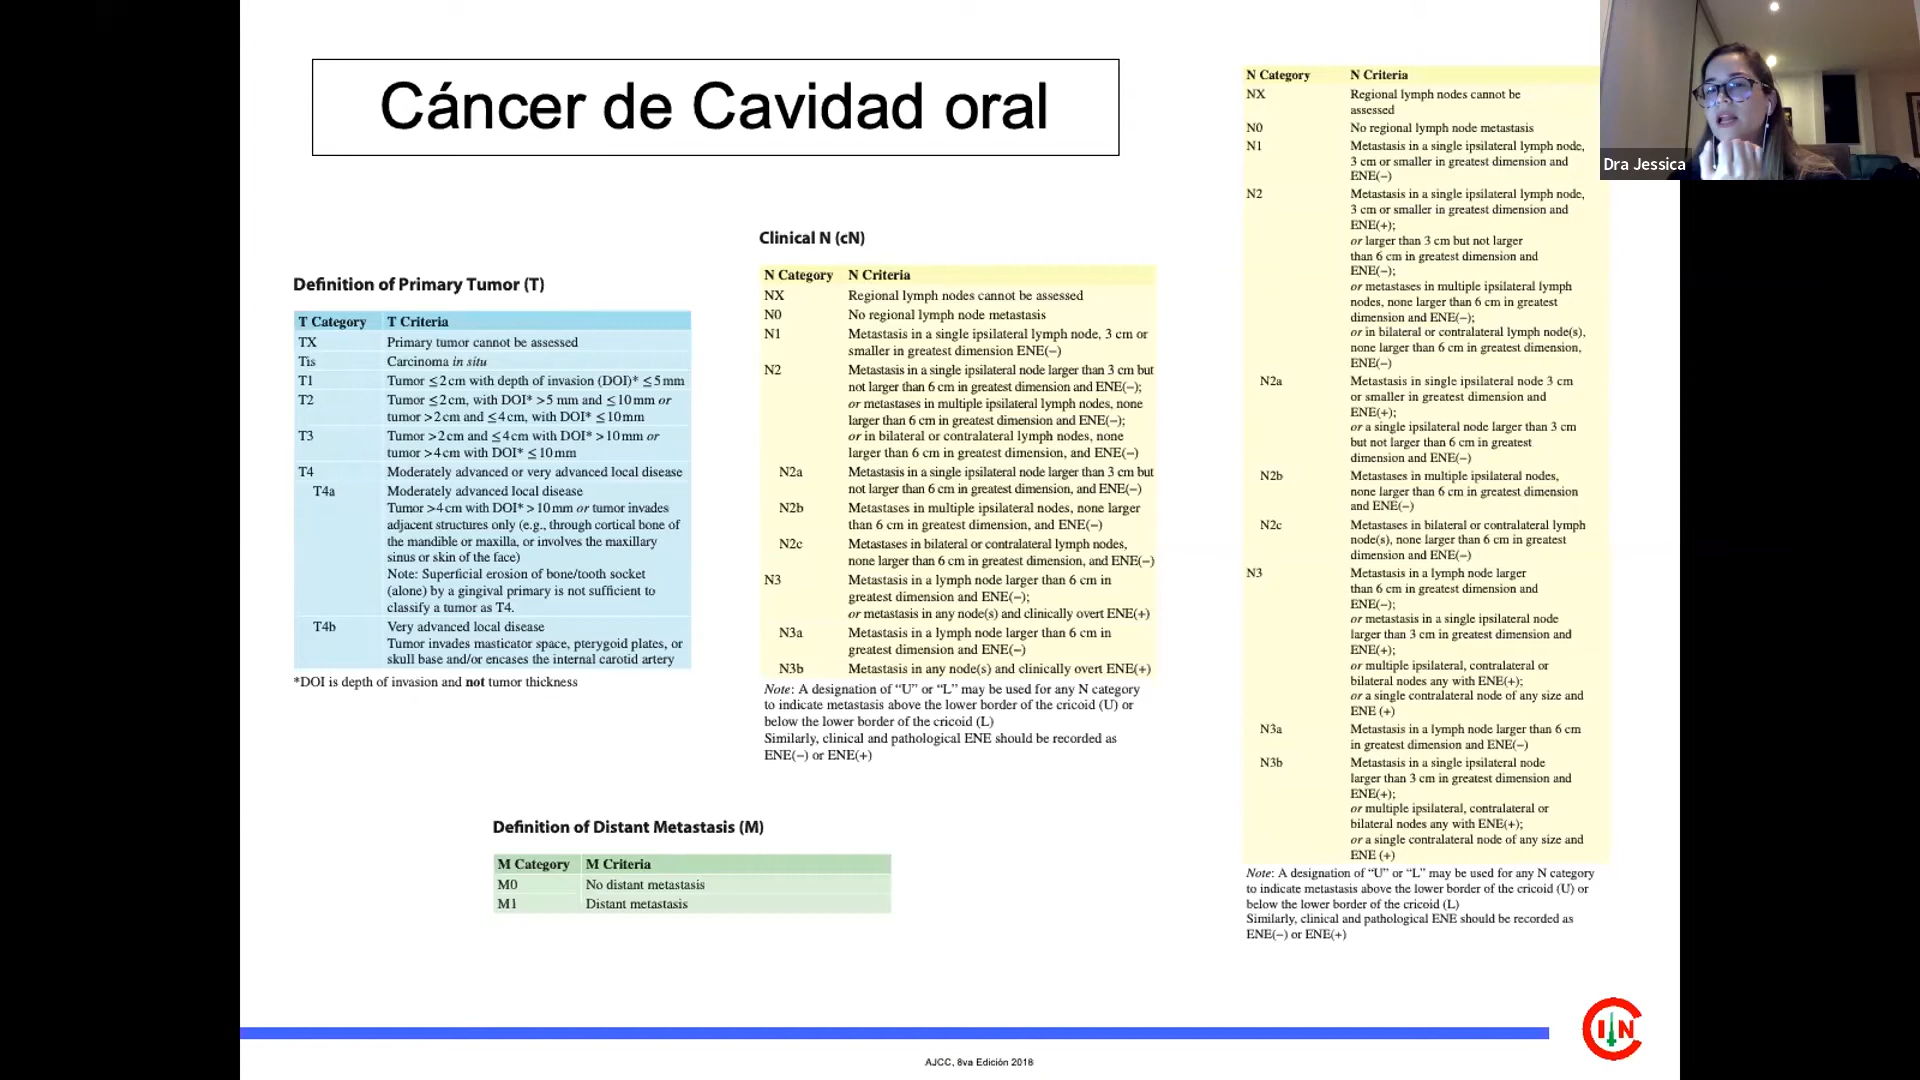 Cáncer de Cavidad oral
Definition of Primary Tumor (T)
T Category T Criteria
TX Primary tumor cannot be assessed
Tis Carcinoma in situ
T1 Tumor ≤2 cm with depth of invasion (DOI)* ≤5 mm
T2 Tumor ≤2 cm, with DOI* >5 mm and ≤10 mm or
tumor >2 cm and ≤4 cm, with DOI* ≤10 mm
T3 Tumor >2 cm and ≤4 cm with DOI* >10 mm or
tumor >4 cm with DOI* ≤10 mm
T4 Moderately advanced or very advanced local disease
T4a Moderately advanced local disease
Tumor >4 cm with DOI* >10 mm or tumor invades
adjacent structures only (e.g., through cortical bone of
the mandible or maxilla, or involves the maxillary
sinus or skin of the face)
Note: Superficial erosion of bone/tooth socket
(alone) by a gingival primary is not sufficient to
classify a tumor as T4.
T4b Very advanced local disease
Tumor invades masticator space, pterygoid plates, or
skull base and/or encases the internal carotid artery
*DOI is depth of invasion and not tumor thickness
Clinical N (cN)
N Category N Criteria
NX Regional lymph nodes cannot be assessed
N0 No regional lymph node metastasis
N1 Metastasis in a single ipsilateral lymph node, 3 cm or
smaller in greatest dimension ENE(−)
N2 Metastasis in a single ipsilateral node larger than 3 cm but
not larger than 6 cm in greatest dimension and ENE(−);
or metastases in multiple ipsilateral lymph nodes, none
larger than 6 cm in greatest dimension and ENE(−);
or in bilateral or contralateral lymph nodes, none
larger than 6 cm in greatest dimension, and ENE(−)
N2a Metastasis in a single ipsilateral node larger than 3 cm but
not larger than 6 cm in greatest dimension, and ENE(−)
N2b Metastases in multiple ipsilateral nodes, none larger
than 6 cm in greatest dimension, and ENE(−)
N2c Metastases in bilateral or contralateral lymph nodes,
none larger than 6 cm in greatest dimension, and ENE(−)
N3 Metastasis in a lymph node larger than 6 cm in
greatest dimension and ENE(−);
or metastasis in any node(s) and clinically overt ENE(+)
N3a Metastasis in a lymph node larger than 6 cm in
greatest dimension and ENE(−)
N3b Metastasis in any node(s) and clinically overt ENE(+)
Note: A designation of “U” or “L” may be used for any N category
to indicate metastasis above the lower border of the cricoid (U) or
below the lower border of the cricoid (L)
Similarly, clinical and pathological ENE should be recorded as
ENE(−) or ENE(+)
Definition of Distant Metastasis (M)
M Category M Criteria
M0 No distant metastasis
M1 Distant metastasis
N Category N Criteria
NX Regional lymph nodes cannot be
assessed
N0 No regional lymph node metastasis
N1 Metastasis in a single ipsilateral lymph node,
3 cm or smaller in greatest dimension and
ENE(−)
N2 Metastasis in a single ipsilateral lymph node,
3 cm or smaller in greatest dimension and
ENE(+);
or larger than 3 cm but not larger
than 6 cm in greatest dimension and
ENE(−);
or metastases in multiple ipsilateral lymph
nodes, none larger than 6 cm in greatest
dimension and ENE(−);
or in bilateral or contralateral lymph node(s),
none larger than 6 cm in greatest dimension,
ENE(−)
N2a Metastasis in single ipsilateral node 3 cm
or smaller in greatest dimension and
ENE(+);
or a single ipsilateral node larger than 3 cm
but not larger than 6 cm in greatest
dimension and ENE(−)
N2b Metastases in multiple ipsilateral nodes,
none larger than 6 cm in greatest dimension
and ENE(−)
N2c Metastases in bilateral or contralateral lymph
node(s), none larger than 6 cm in greatest
dimension and ENE(−)
N3 Metastasis in a lymph node larger
than 6 cm in greatest dimension and
ENE(−);
or metastasis in a single ipsilateral node
larger than 3 cm in greatest dimension and
ENE(+);
or multiple ipsilateral, contralateral or
bilateral nodes any with ENE(+);
or a single contralateral node of any size and
ENE (+)
N3a Metastasis in a lymph node larger than 6 cm
in greatest dimension and ENE(−)
N3b Metastasis in a single ipsilateral node
larger than 3 cm in greatest dimension and
ENE(+);
or multiple ipsilateral, contralateral or
bilateral nodes any with ENE(+);
or a single contralateral node of any size and
ENE (+)
Note: A designation of “U” or “L” may be used for any N category
to indicate metastasis above the lower border of the cricoid (U) or
below the lower border of the cricoid (L)
Similarly, clinical and pathological ENE should be recorded as
ENE(−) or ENE(+)
Dra Jessica
AJCC, 8va Edición 2018